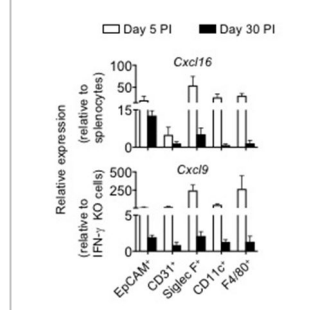 Day 5 PI Day 30 PI
Cxcl16
100
50
15
0
Relative expression
(relative to
splenocytes)
Cxcl9
500
250
5
0
(relative to
IFN-γ KO cells)
EpCAM⁺
CD31⁺
Siglec F⁺
CD11c⁺
F4/80⁺